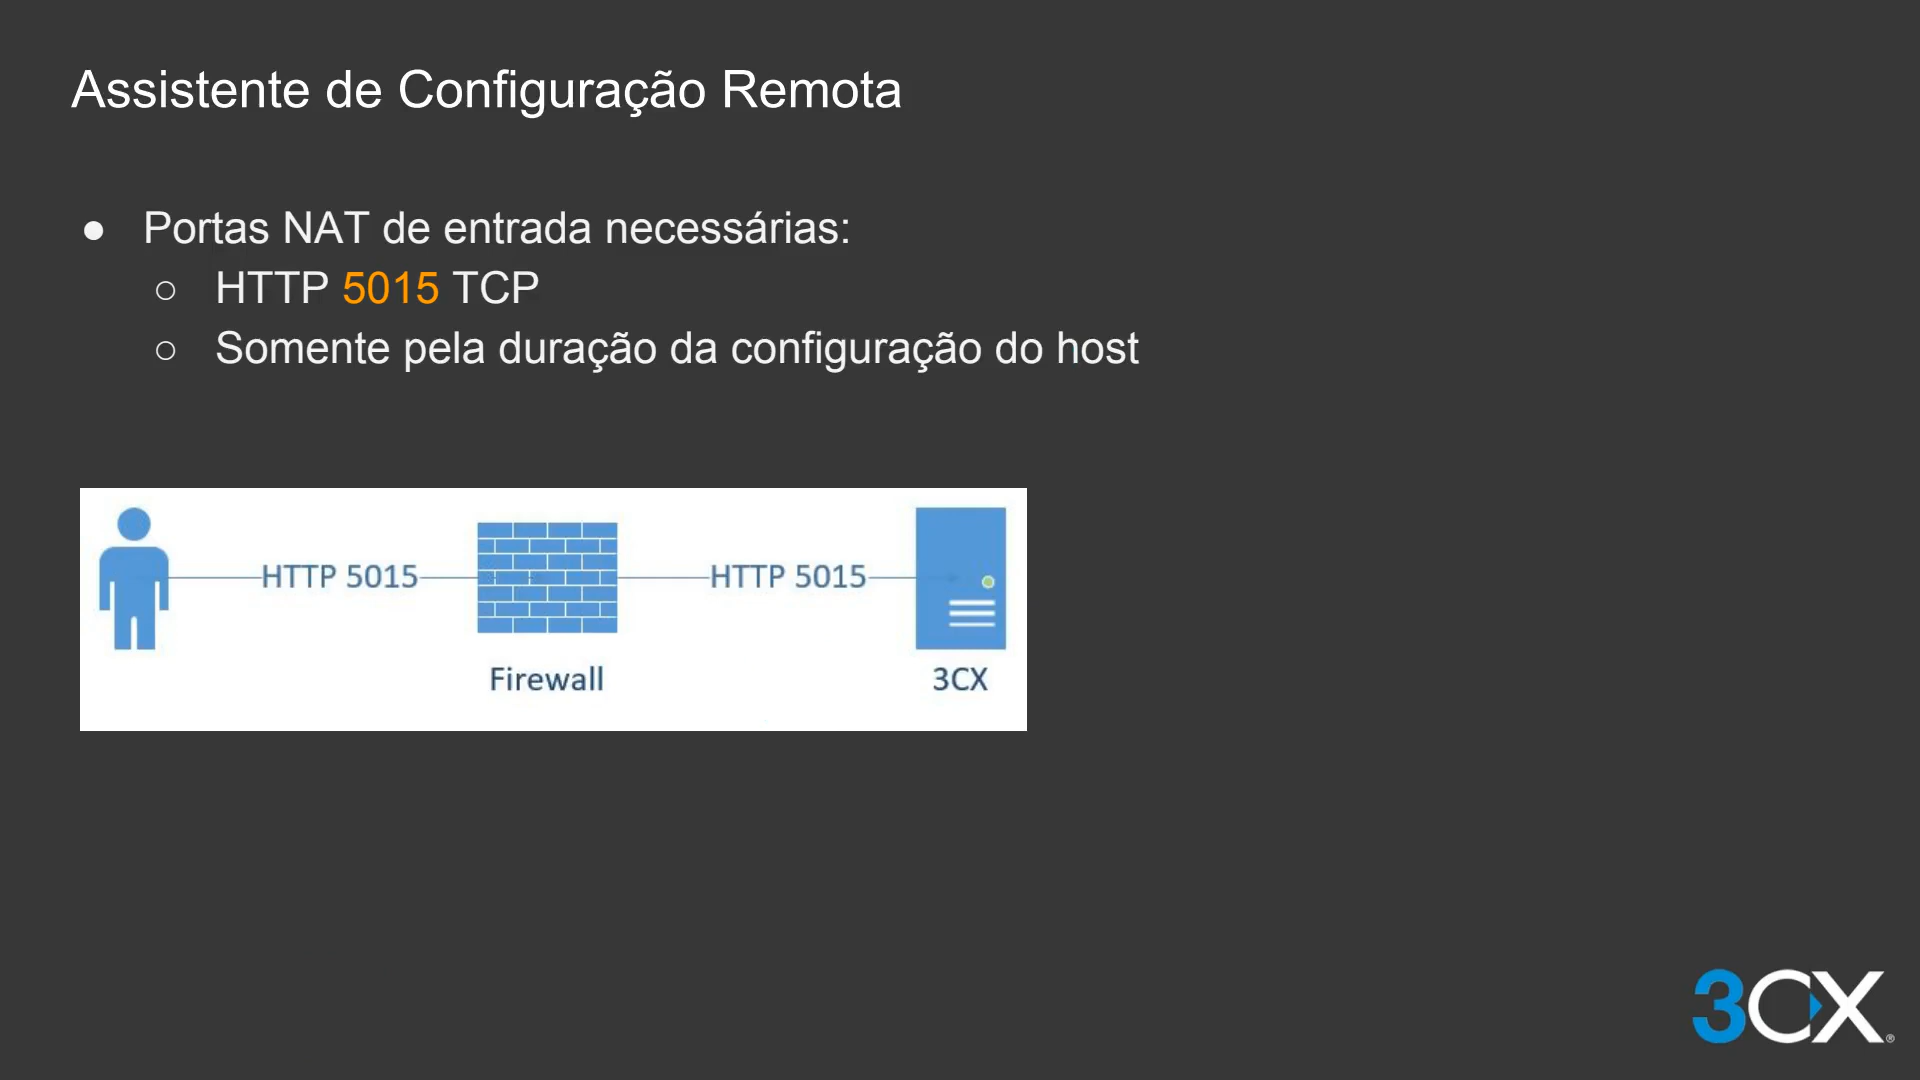 Assistente de Configuração Remota
● Portas NAT de entrada necessárias:
○ HTTP 5015 TCP
○ Somente pela duração da configuração do host
HTTP 5015
HTTP 5015
Firewall
3CX
3CX®